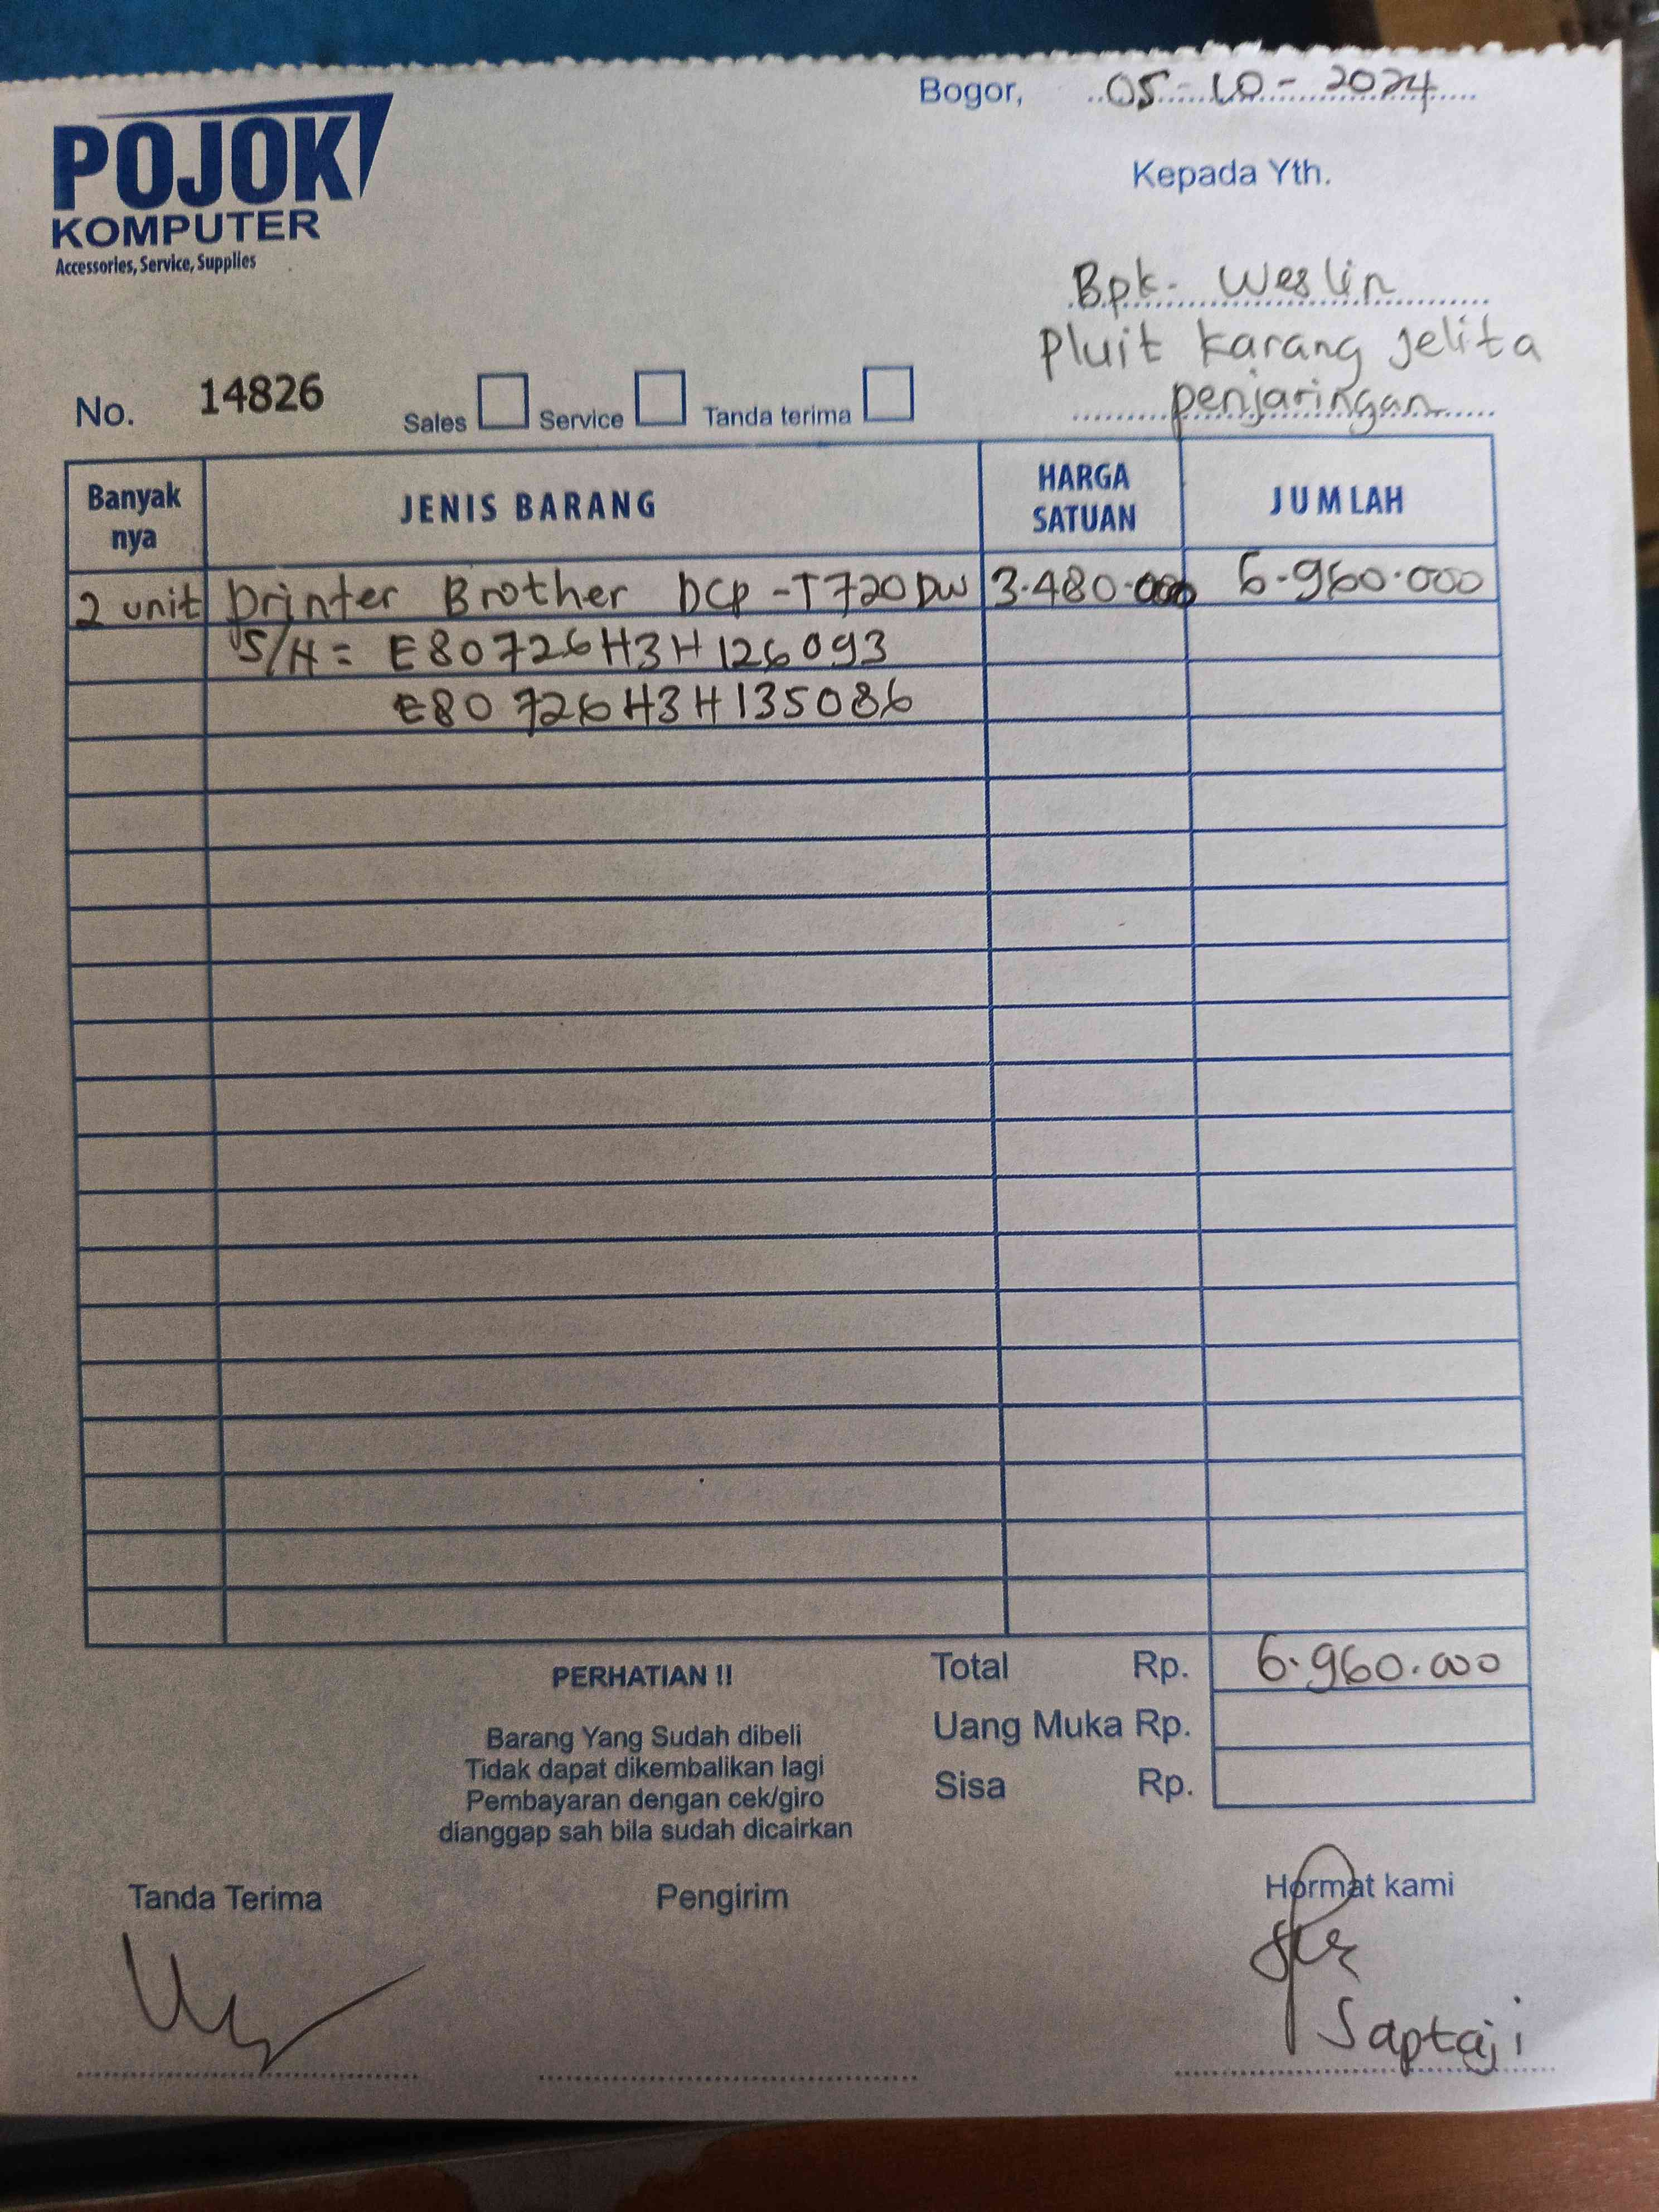 Bogor, 05-10-2024
POJOK
KOMPUTER
Accessories, Service, Supplies
Kepada Yth.
Bpk. Weslin
Pluit karang jelita
penjaringan
No. 14826 Sales Service Tanda terima
Banyak nya JENIS BARANG HARGA SATUAN JUMLAH
2 unit printer Brother DCP-T720DW 3.480.000 6.960.000
S/H = E80726H3H126093
E80726H3H135086
Total Rp. 6.960.000
Uang Muka Rp.
Sisa Rp.
PERHATIAN !!
Barang Yang Sudah dibeli
Tidak dapat dikembalikan lagi
Pembayaran dengan cek/giro
dianggap sah bila sudah dicairkan
Tanda Terima Pengirim Hormat kami
Saptaji